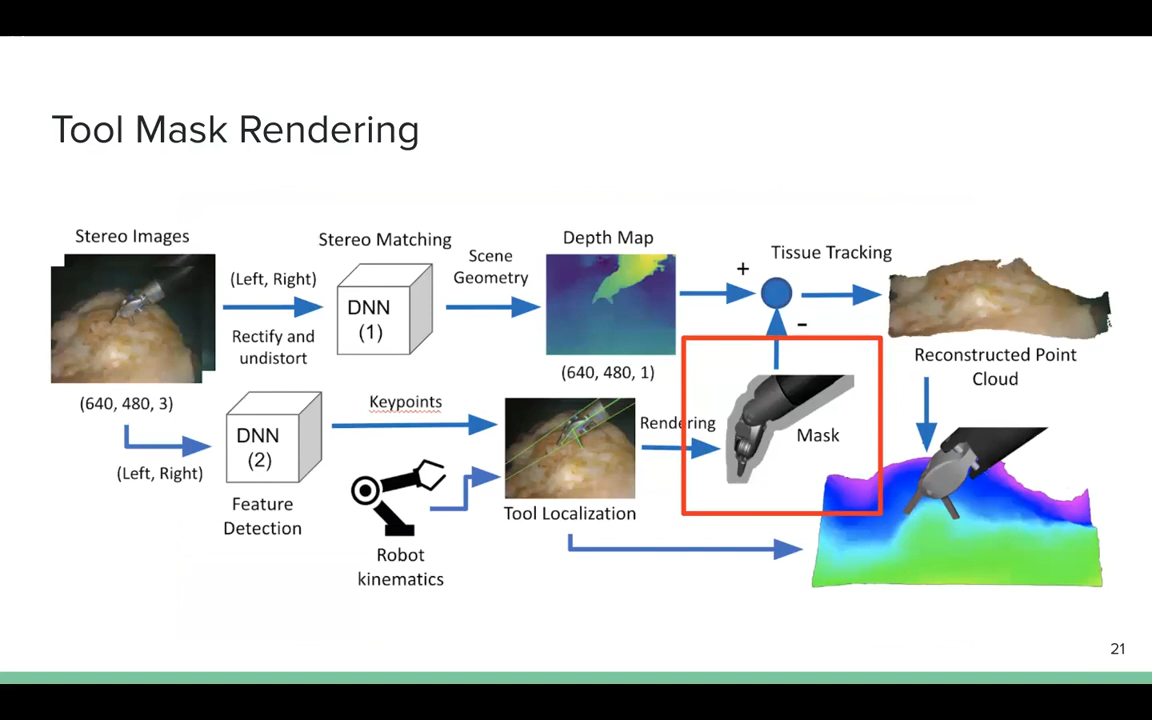 Tool Mask Rendering
Stereo Images
(640, 480, 3)
(Left, Right)
Rectify and
undistort
Stereo Matching
DNN
(1)
Scene
Geometry
Depth Map
(640, 480, 1)
+
-
Tissue Tracking
Reconstructed Point
Cloud
(Left, Right)
DNN
(2)
Feature
Detection
Keypoints
Robot
kinematics
Tool Localization
Rendering
Mask
21